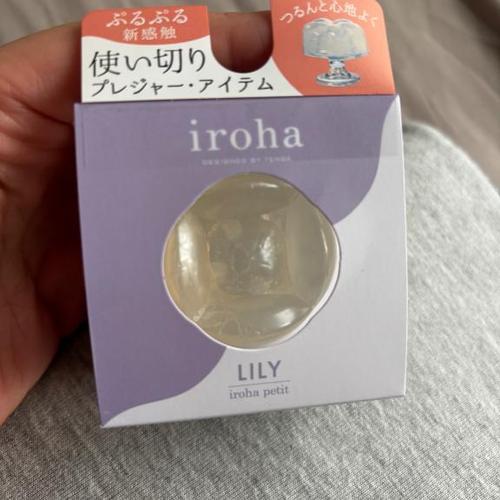 ぷるぷる
新感触
使い切り
プレジャー・アイテム
つるんと心地よく
iroha
DESIGNED BY TENGA
LILY
iroha petit